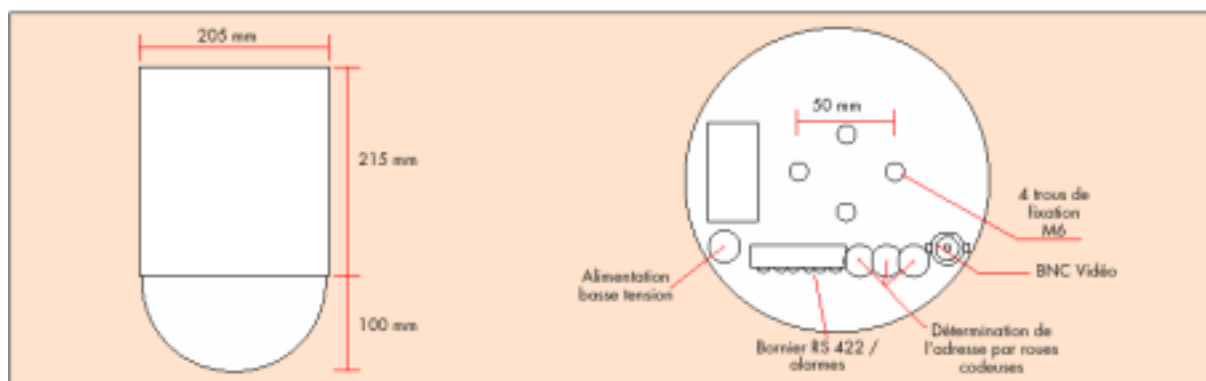 205 mm
215 mm
100 mm
50 mm
4 trous de
fixation
M6
BNC Vidéo
Alimentation
basse tension
Bornier RS 422 /
alarmes
Détermination de
l'adresse par roues
codeuses